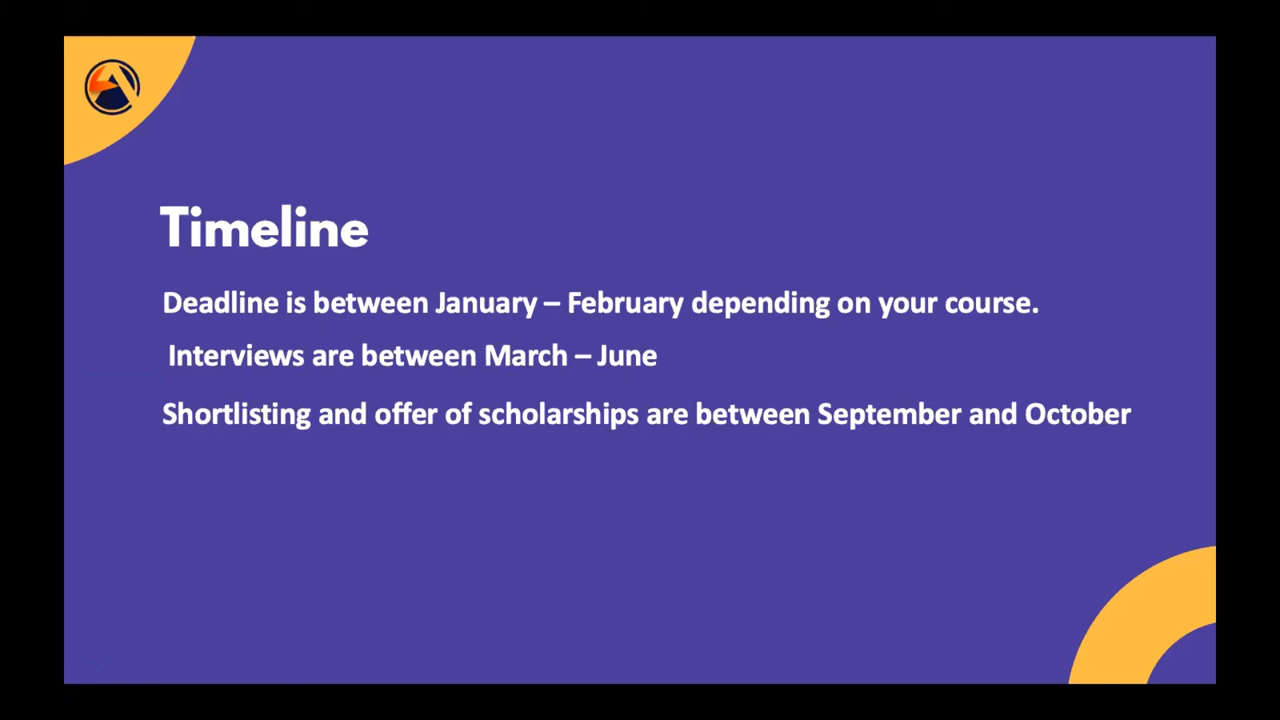 Timeline
Deadline is between January – February depending on your course.
Interviews are between March – June
Shortlisting and offer of scholarships are between September and October